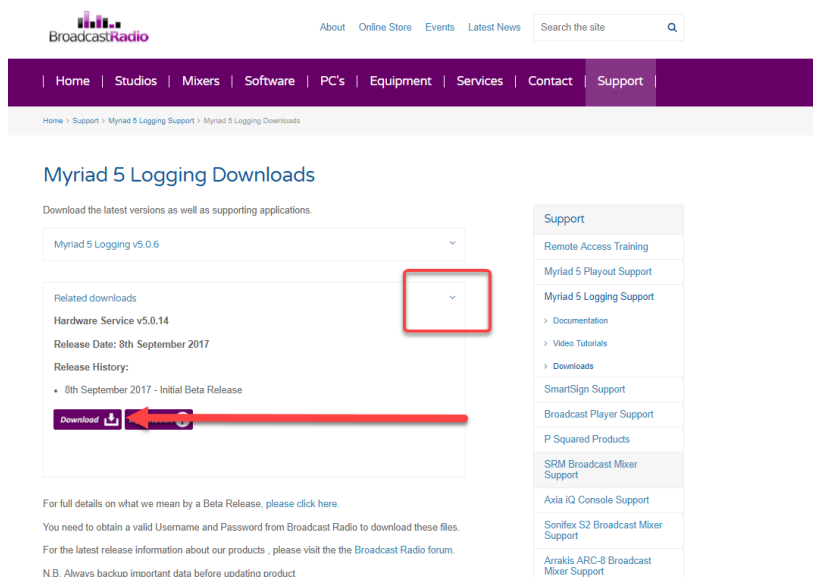 BroadcastRadio
About Online Store Events Latest News Search the site
| Home | Studios | Mixers | Software | PC's | Equipment | Services | Contact | Support |
Home > Support > Myriad 5 Logging Support > Myriad 5 Logging Downloads
Myriad 5 Logging Downloads
Download the latest versions as well as supporting applications.
Myriad 5 Logging v5.0.6
Related downloads
Hardware Service v5.0.14
Release Date: 8th September 2017
Release History:
• 8th September 2017 - Initial Beta Release
Download
For full details on what we mean by a Beta Release, please click here.
You need to obtain a valid Username and Password from Broadcast Radio to download these files.
For the latest release information about our products , please visit the the Broadcast Radio forum.
N.B. Always backup important data before updating product
Support
Remote Access Training
Myriad 5 Playout Support
Myriad 5 Logging Support
> Documentation
> Video Tutorials
> Downloads
SmartSign Support
Broadcast Player Support
P Squared Products
SRM Broadcast Mixer
Support
Axia iQ Console Support
Sonifex S2 Broadcast Mixer
Support
Arrakis ARC-8 Broadcast
Mixer Support